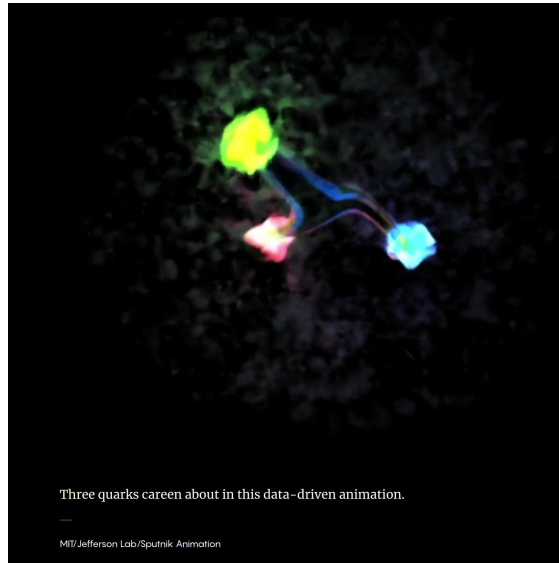 Three quarks careen about in this data-driven animation.
MIT/Jefferson Lab/Sputnik Animation